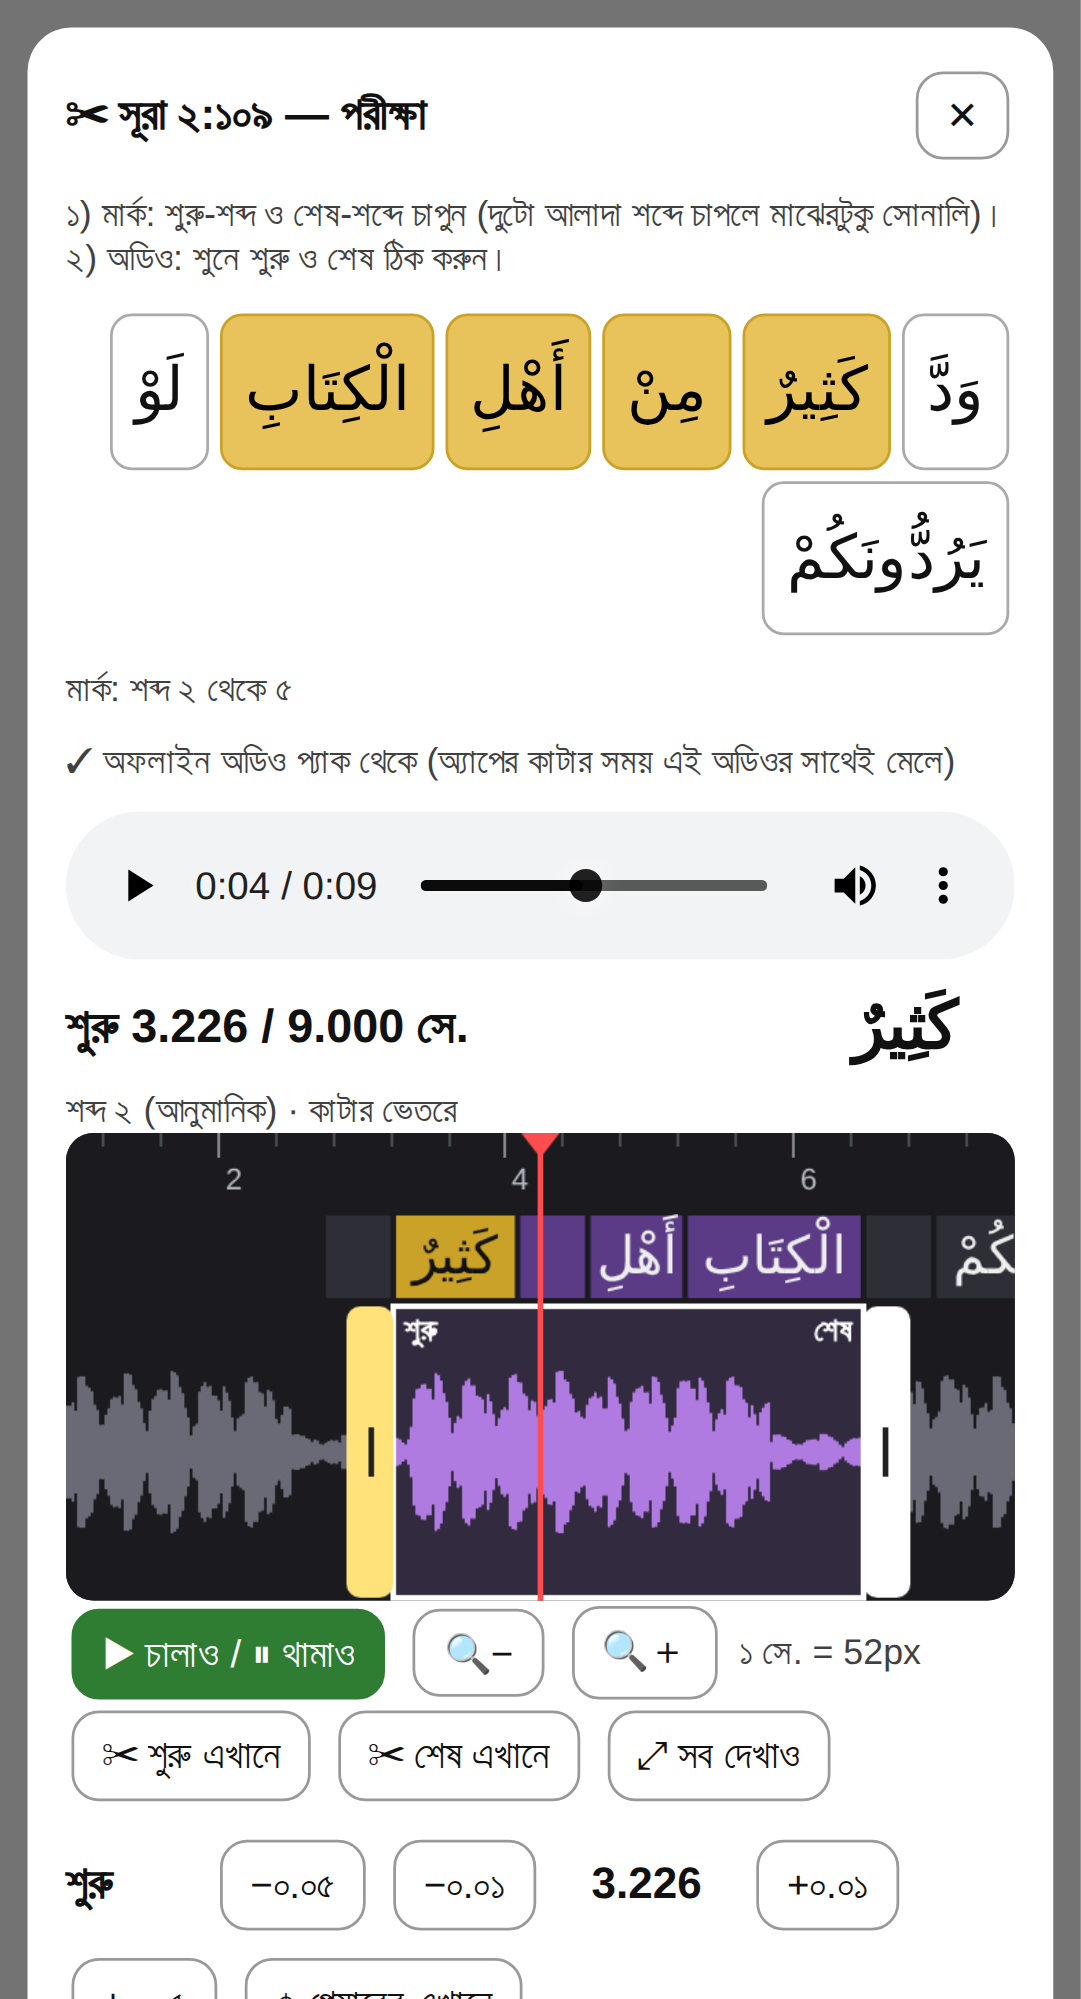 ✂ সূরা ২:১০৯ — পরীক্ষা
✕
১) মার্ক: শুরু-শব্দ ও শেষ-শব্দে চাপুন (দুটো আলাদা শব্দে চাপলে মাঝেরটুকু সোনালি)।
২) অডিও: শুনে শুরু ও শেষ ঠিক করুন।
وَدَّ كَثِيرٌ مِنْ أَهْلِ الْكِتَابِ لَوْ
يَرُدُّونَكُمْ
মার্ক: শব্দ ২ থেকে ৫
✓ অফলাইন অডিও প্যাক থেকে (অ্যাপের কাটার সময় এই অডিওর সাথেই মেলে)
0:04 / 0:09
শুরু 3.226 / 9.000 সে. كَثِيرٌ
শব্দ ২ (আনুমানিক) · কাটার ভেতরে
2 4 6
كَثِيرٌ أَهْلِ الْكِتَابِ كُمْ
শুরু শেষ
▶ চালাও / ⏸ থামাও 🔍− 🔍+ ১ সে. = 52px
✂ শুরু এখানে ✂ শেষ এখানে ⤢ সব দেখাও
শুরু −০.০৫ −০.০১ 3.226 +০.০১